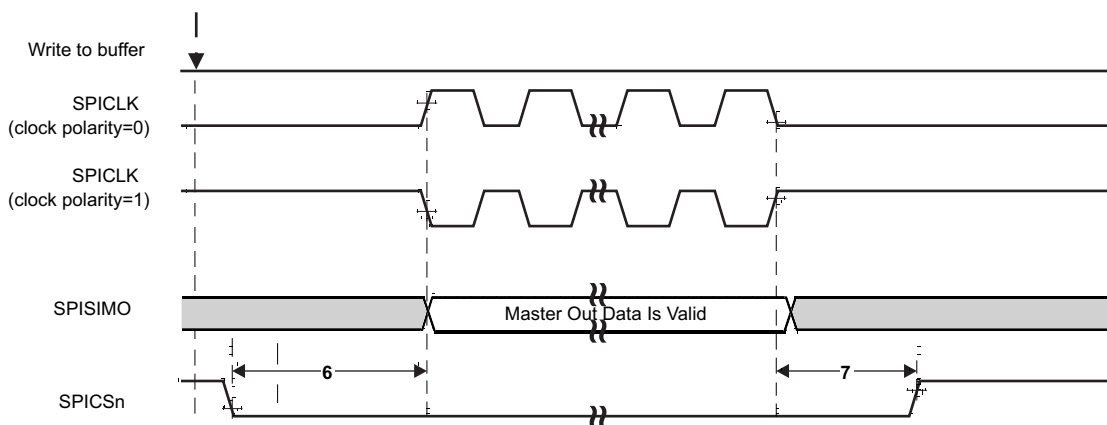 Write to buffer
SPICLK
(clock polarity=0)
SPICLK
(clock polarity=1)
SPISIMO
Master Out Data Is Valid
6
7
SPICSn